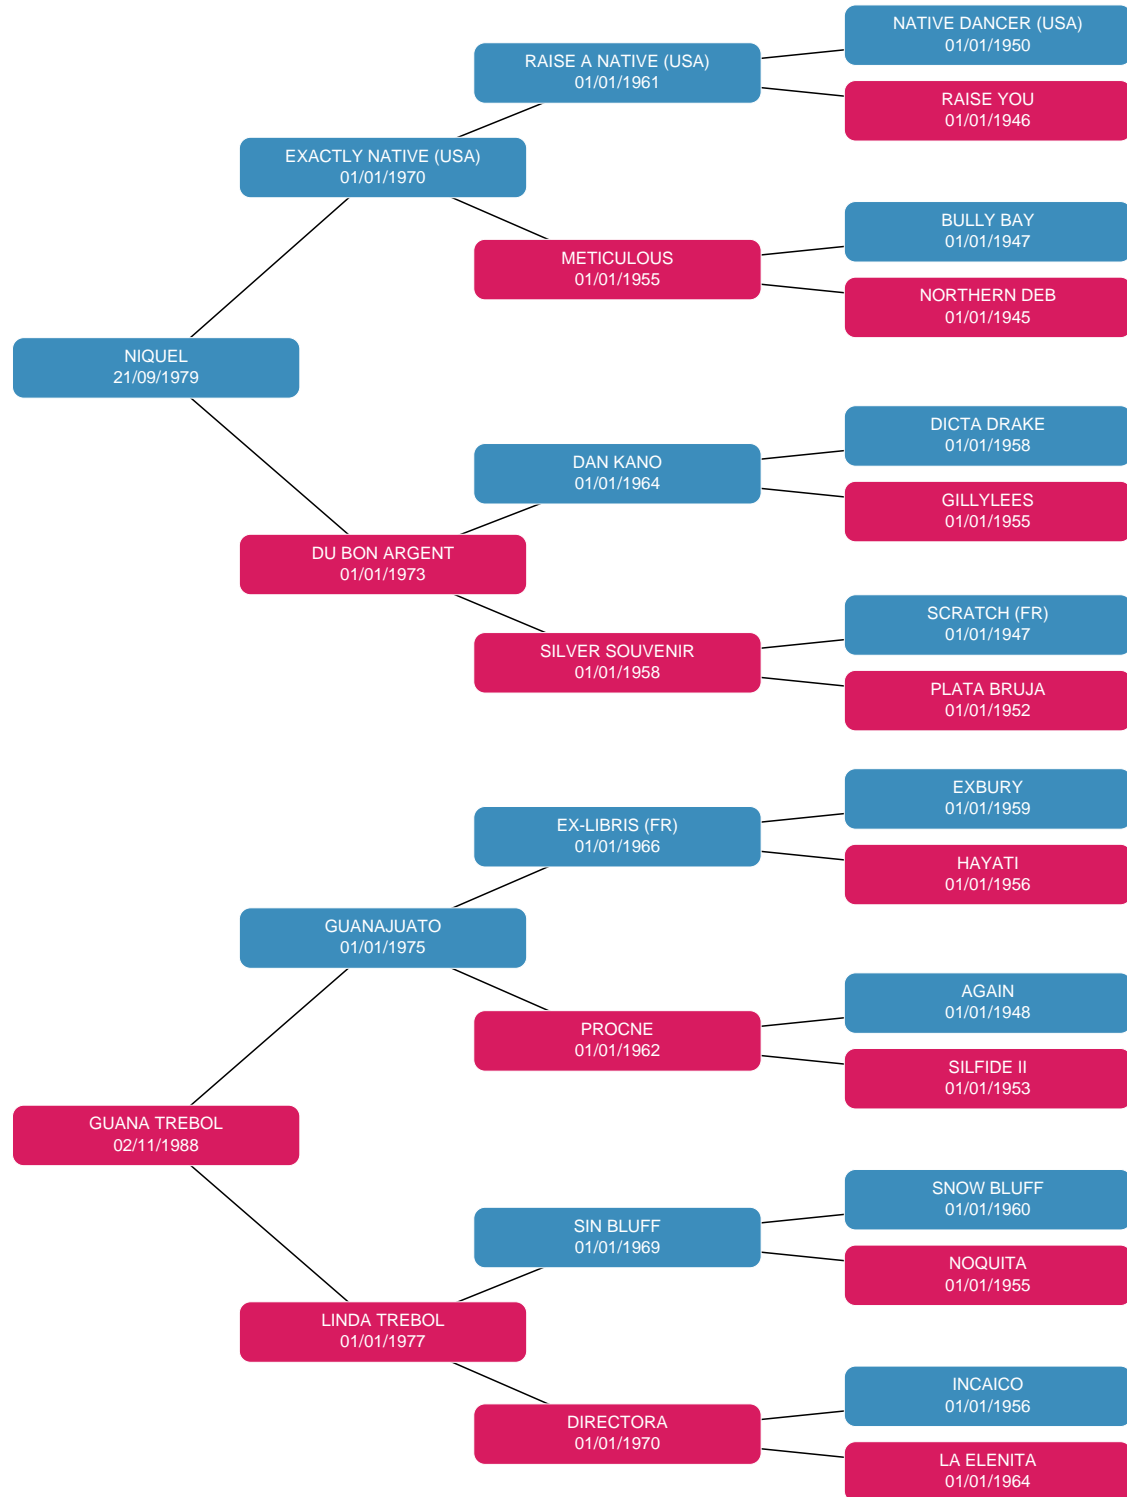 NATIVE DANCER (USA)
01/01/1950
RAISE A NATIVE (USA)
01/01/1961
RAISE YOU
01/01/1946
EXACTLY NATIVE (USA)
01/01/1970
BULLY BAY
01/01/1947
METICULOUS
01/01/1955
NORTHERN DEB
01/01/1945
NIQUEL
21/09/1979
DICTA DRAKE
01/01/1958
DAN KANO
01/01/1964
GILLYLEES
01/01/1955
DU BON ARGENT
01/01/1973
SCRATCH (FR)
01/01/1947
SILVER SOUVENIR
01/01/1958
PLATA BRUJA
01/01/1952
EXBURY
01/01/1959
EX-LIBRIS (FR)
01/01/1966
HAYATI
01/01/1956
GUANAJUATO
01/01/1975
AGAIN
01/01/1948
PROCNE
01/01/1962
SILFIDE II
01/01/1953
GUANA TREBOL
02/11/1988
SNOW BLUFF
01/01/1960
SIN BLUFF
01/01/1969
NOQUITA
01/01/1955
LINDA TREBOL
01/01/1977
INCAICO
01/01/1956
DIRECTORA
01/01/1970
LA ELENITA
01/01/1964